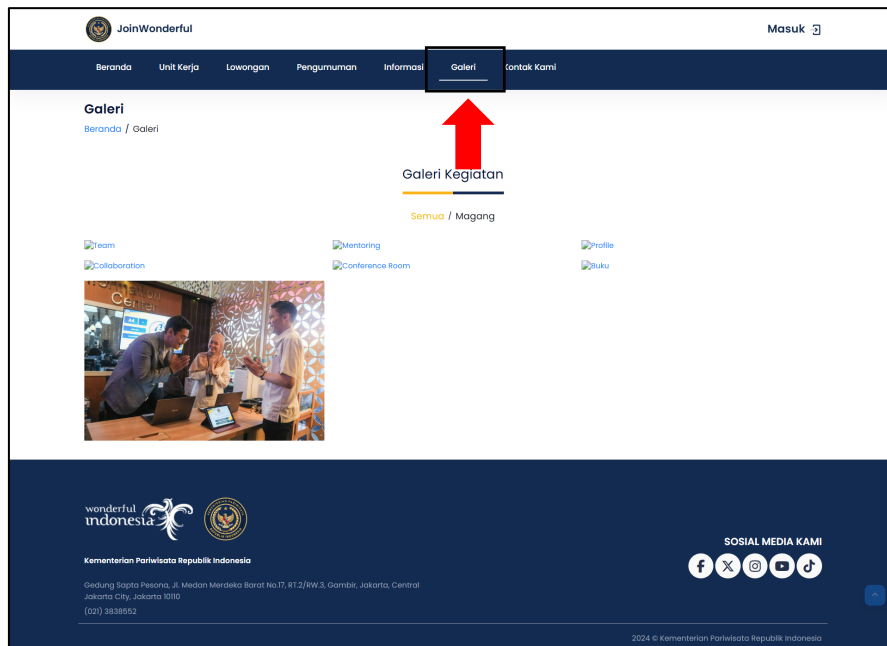 JoinWonderful
Masuk
Beranda Unit Kerja Lowongan Pengumuman Informasi Galeri Kontak Kami
Galeri
Beranda / Galeri
Galeri Kegiatan
Semua / Magang
Team Mentoring Profile
Collaboration Conference Room Buku
Center
wonderful
indonesia
SOSIAL MEDIA KAMI
Kementerian Pariwisata Republik Indonesia
Gedung Sapta Pesona, Jl. Medan Merdeka Barat No.17, RT.2/RW.3, Gambir, Jakarta, Central
Jakarta City, Jakarta 10110
(021) 3838552
2024 © Kementerian Pariwisata Republik Indonesia